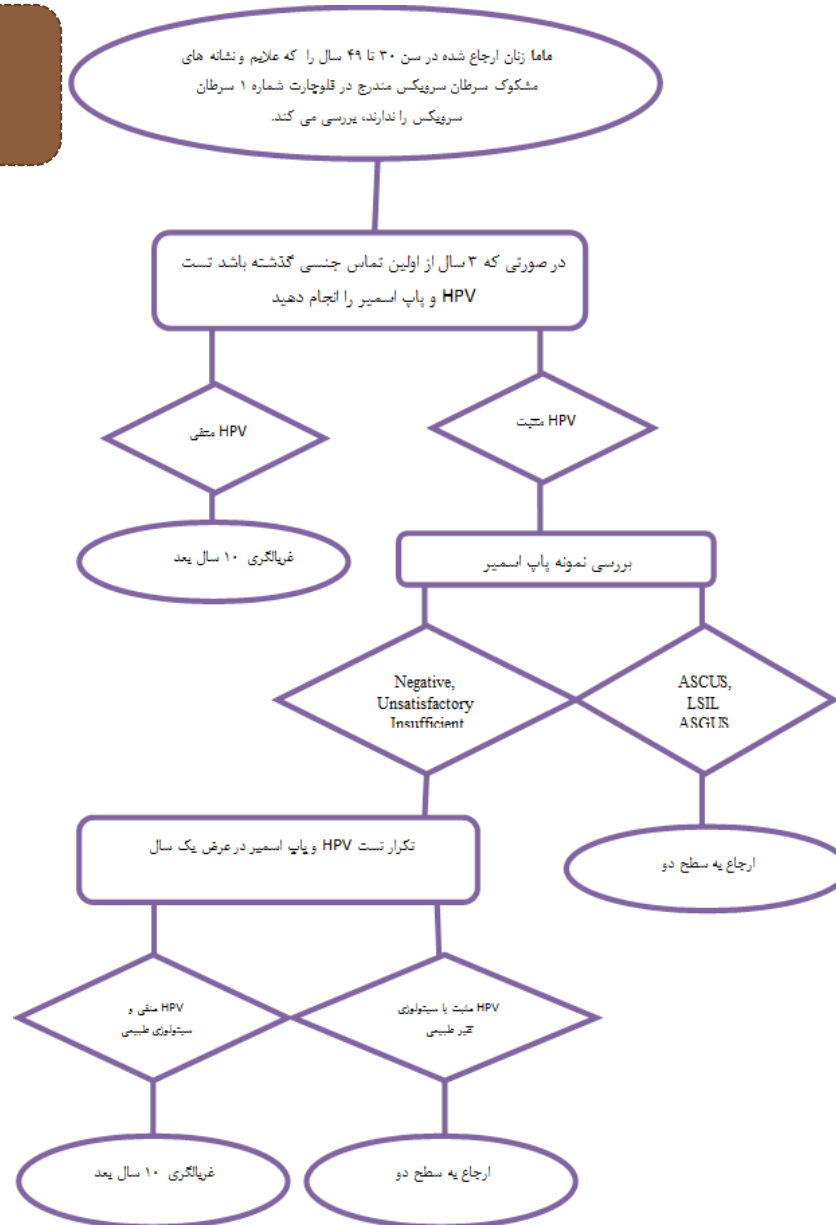 ماما زنان ارجاع شده در سن ۳۰ تا ۴۹ سال را که علایم و نشانه های
مشکوک سرطان سرویکس مندرج در فلوچارت شماره ۱ سرطان
سرویکس را ندارند، بررسی می کند.
در صورتی که ۳ سال از اولین تماس جنسی گذشته باشد تست
HPV و پاپ اسمیر را انجام دهید
HPV منفی
HPV مثبت
غربالگری ۱۰ سال بعد
بررسی نمونه پاپ اسمیر
Negative,
Unsatisfactory
Insufficient
ASCUS,
LSIL
ASGUS
تکرار تست HPV و پاپ اسمیر در عرض یک سال
ارجاع به سطح دو
HPV منفی و
سیتولوژی طبیعی
HPV مثبت یا سیتولوژی
غیر طبیعی
غربالگری ۱۰ سال بعد
ارجاع به سطح دو